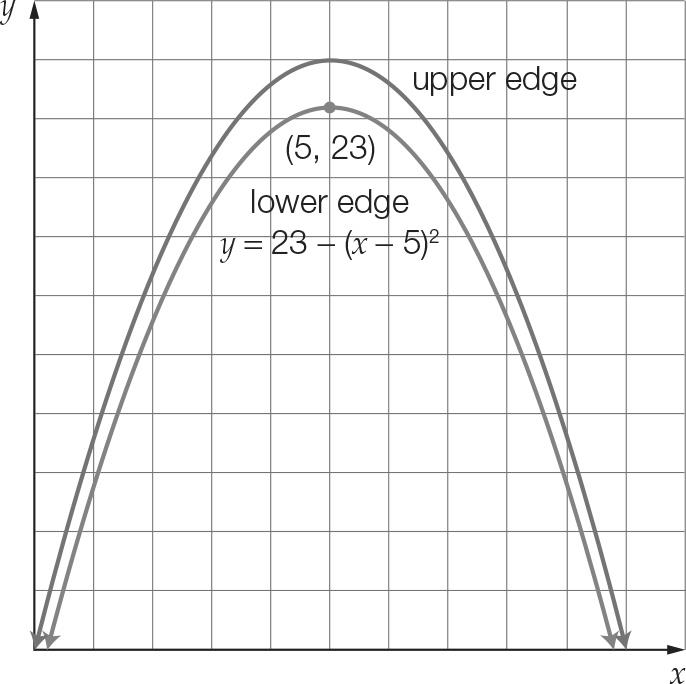 y
upper edge
(5, 23)
lower edge
y = 23 – (x – 5)²
x